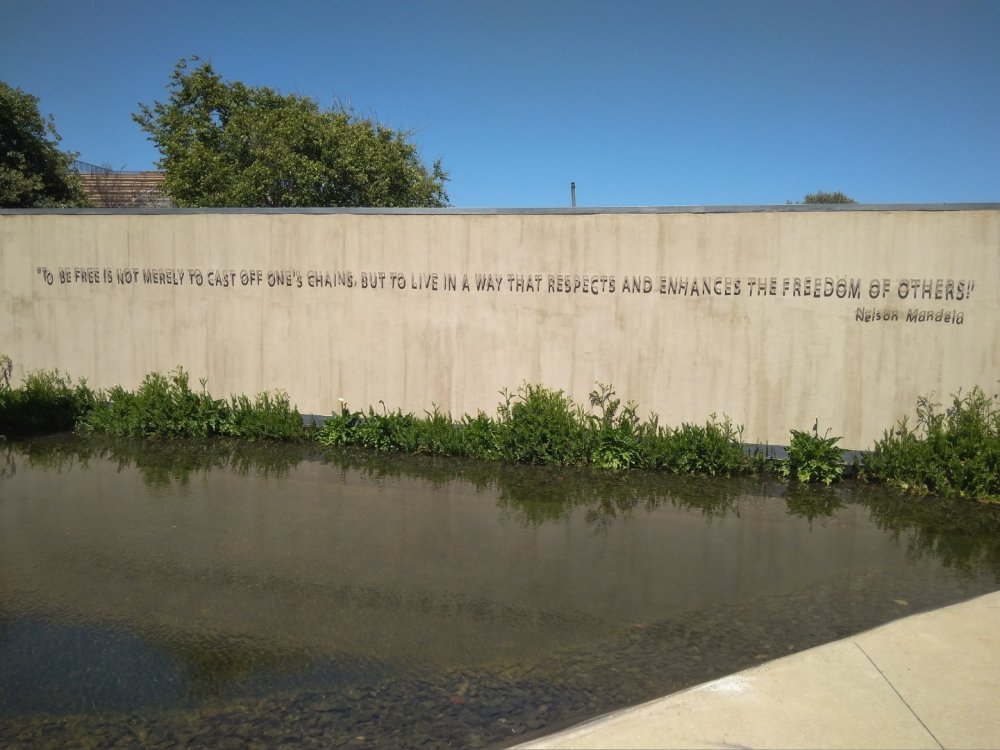 "TO BE FREE IS NOT MERELY TO CAST OFF ONE'S CHAINS, BUT TO LIVE IN A WAY THAT RESPECTS AND ENHANCES THE FREEDOM OF OTHERS!"
Nelson Mandela